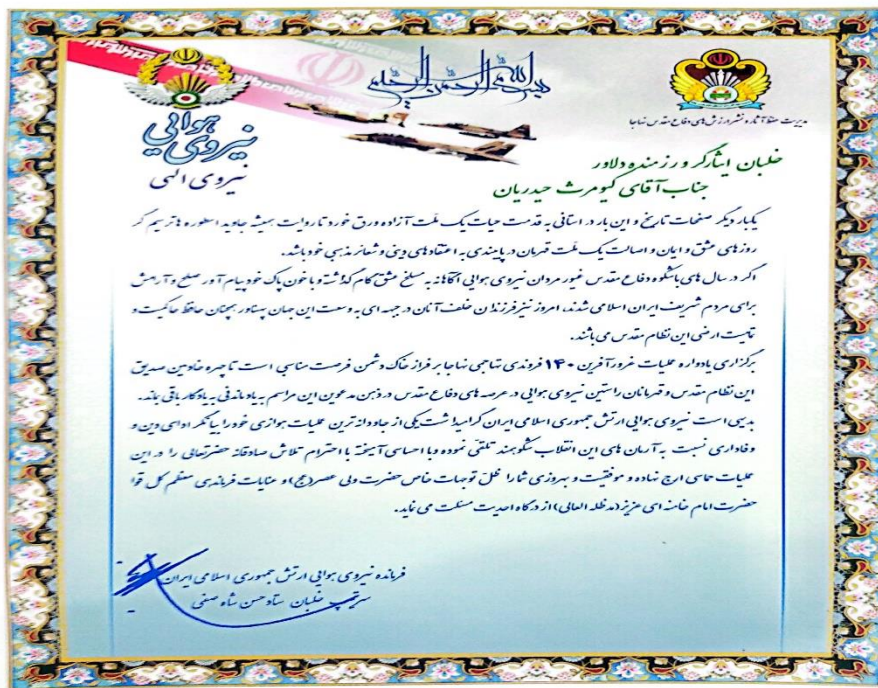 بسم الله الرحمن الرحیم
نیروی هوایی
نیروی الهی
مدیریت حفظ آثار و نشر ارزش های دفاع مقدس نهاجا
خلبان ایثارگر و رزمنده دلاور
جناب آقای کیومرث حیدریان
یکبار دیگر صفحات تاریخ و این بار در استانی به قدمت حیات یک ملت آزاده ورق خورد تا روایت همیشه جاوید اسطوره ها ترسیم گر
روزهای عشق و ایمان و اصالت یک ملت قهرمان در پایبندی به اعتقادهای دینی و شعائر مذهبی خود باشد.
اگر در سال های باشکوه دفاع مقدس غیور مردان نیروی هوایی آگاهانه به مسلخ عشق گام گذاشته و با خون پاک خود پیام آور صلح و آرامش
برای مردم شریف ایران اسلامی شدند، امروز نیز فرزندان خلف آنان در جبهه ای به وسعت این جهان پهناور همچنان حافظ حاکمیت و
تمامیت ارضی این نظام مقدس می باشند.
برگزاری یادواره عملیات غرورآفرین ۱۴۰ فروندی تهاجمی نهاجا بر فراز خاک دشمن فرصت مناسبی است تا چهره خادمین صدیق
این نظام مقدس و قهرمانان راستین نیروی هوایی در عرصه های دفاع مقدس در ذهن مدعوین این مراسم به یادماندنی به یادگار باقی بماند.
بدیهی است نیروی هوایی ارتش جمهوری اسلامی ایران گرامیداشت یکی از جاودانه ترین عملیات هوازی خود را بیانگر ادای دین و
وفاداری نسبت به آرمان های این انقلاب شکوهمند تلقی نموده و با احساسی آمیخته با احترام تلاش صادقانه حضرتعالی را در این
عملیات حماسی ارج نهاده و موفقیت و بهروزی شما را ظل توجهات خاص حضرت ولی عصر (عج) و عنایات فرماندهی معظم کل قوا
حضرت امام خامنه ای عزیز (مدظله العالی) از درگاه احدیت مسئلت می نماید.
فرمانده نیروی هوایی ارتش جمهوری اسلامی ایران
سرتیپ خلبان ستاد حسن شاه صفی